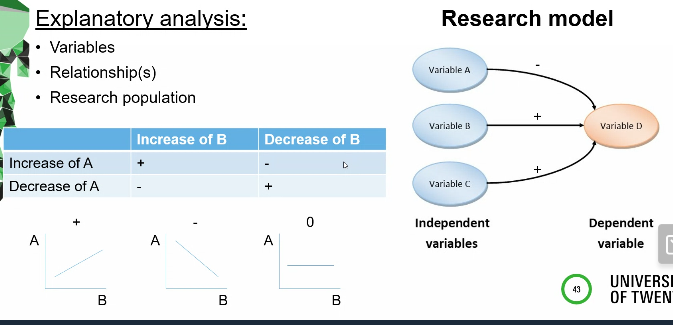 Explanatory analysis:
• Variables
• Relationship(s)
• Research population
Increase of B Decrease of B
Increase of A + -
Decrease of A - +
+
A
B
-
A
B
0
A
B
Research model
Variable A
-
Variable B
+
Variable D
Variable C
+
Independent
variables
Dependent
variable
43
UNIVERSI
OF TWEN